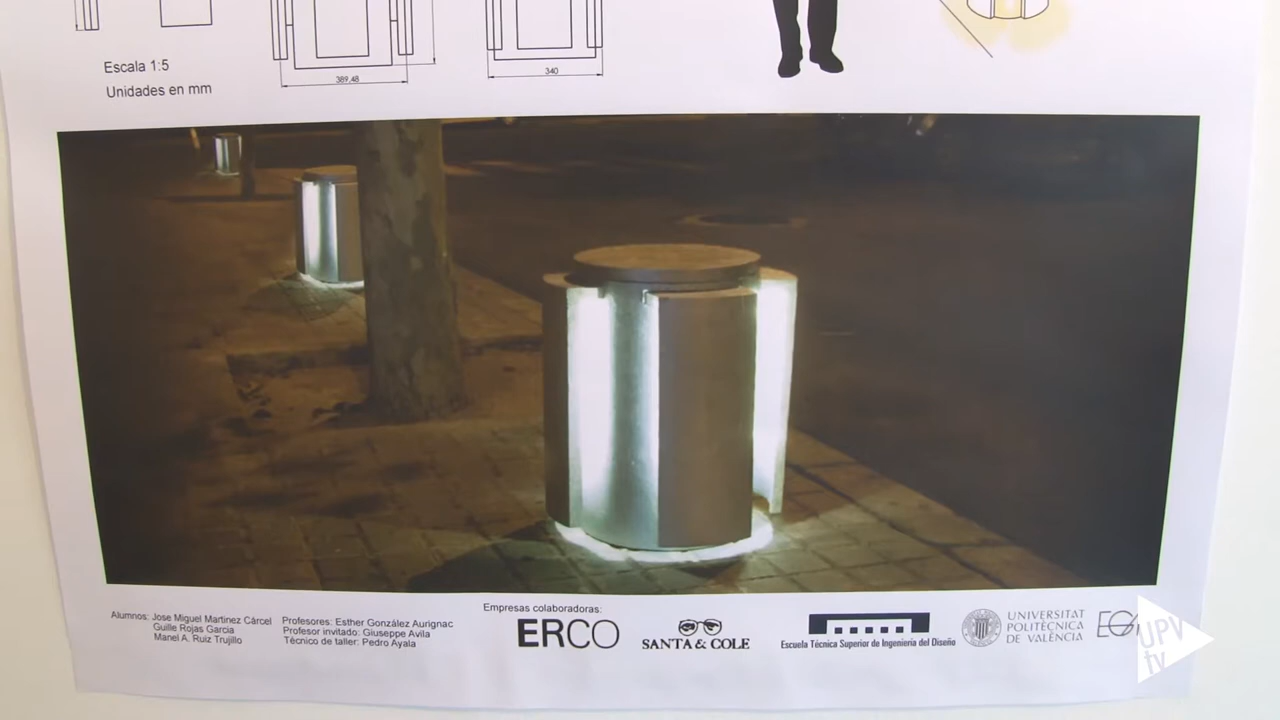 Escala 1:5
Unidades en mm
389,48
340
Alumnos: Jose Miguel Martinez Cárcel
Guille Rojas Garcia
Manel A. Ruiz Trujillo
Profesores: Esther González Aurignac
Profesor invitado: Giuseppe Avila
Técnico de taller: Pedro Ayala
Empresas colaboradoras:
ERCO
SANTA & COLE
Escuela Técnica Superior de Ingeniería del Diseño
UNIVERSITAT
POLITÈCNICA
DE VALÈNCIA
UPV
tv